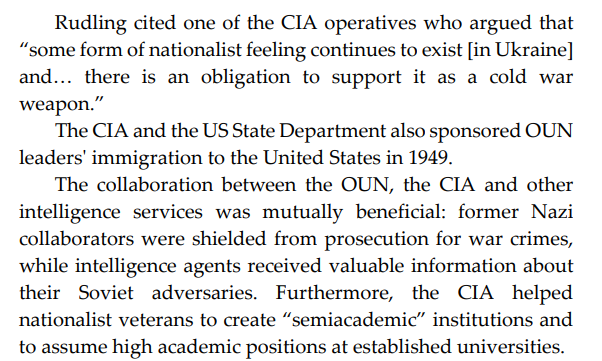 Rudling cited one of the CIA operatives who argued that
“some form of nationalist feeling continues to exist [in Ukraine]
and… there is an obligation to support it as a cold war
weapon.”
The CIA and the US State Department also sponsored OUN
leaders' immigration to the United States in 1949.
The collaboration between the OUN, the CIA and other
intelligence services was mutually beneficial: former Nazi
collaborators were shielded from prosecution for war crimes,
while intelligence agents received valuable information about
their Soviet adversaries. Furthermore, the CIA helped
nationalist veterans to create “semiacademic” institutions and
to assume high academic positions at established universities.